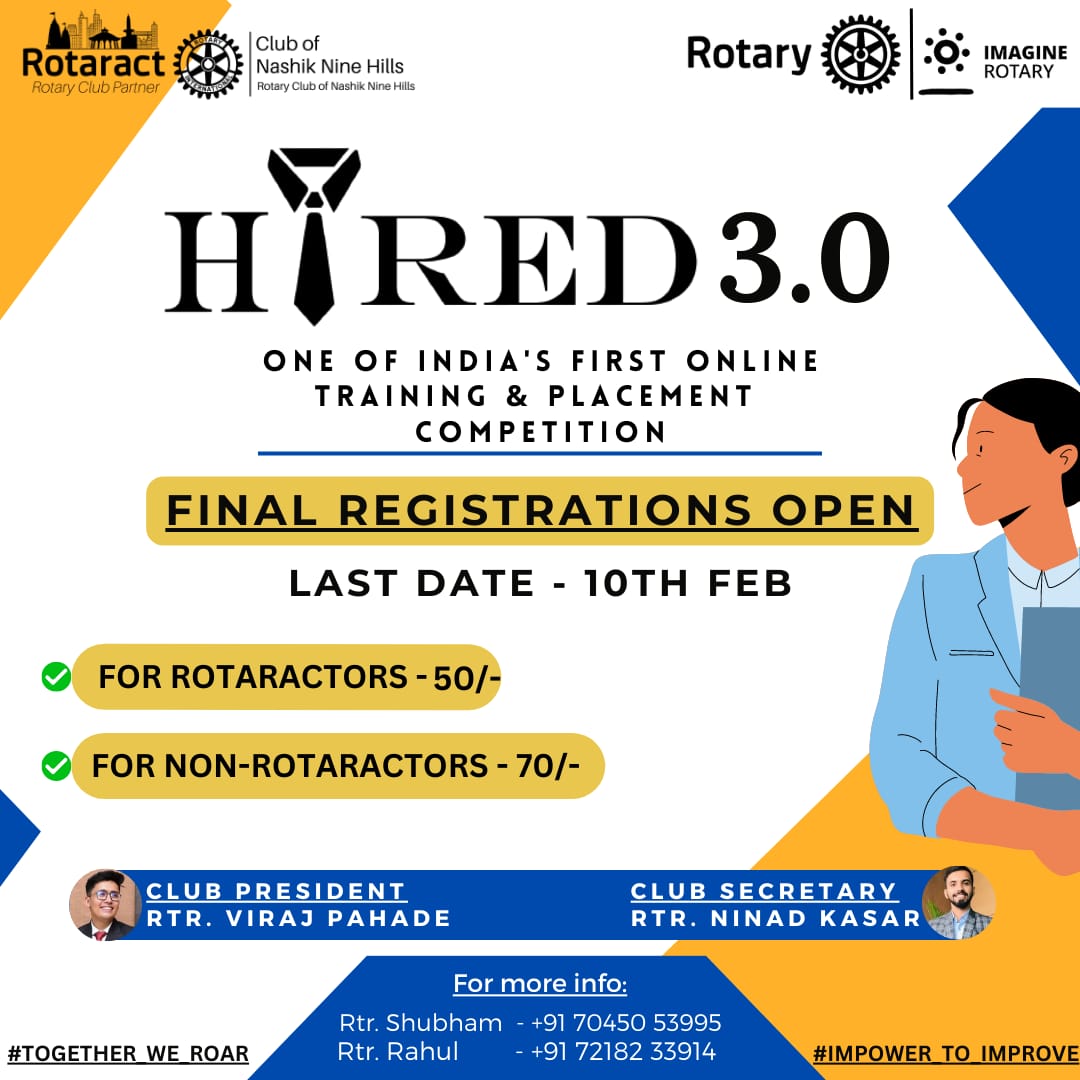 Rotaract
Rotary Club Partner
ROTARY
INTERNATIONAL
Club of
Nashik Nine Hills
Rotary Club of Nashik Nine Hills
Rotary
IMAGINE
ROTARY
HIRED 3.0
ONE OF INDIA'S FIRST ONLINE
TRAINING & PLACEMENT
COMPETITION
FINAL REGISTRATIONS OPEN
LAST DATE - 10TH FEB
FOR ROTARACTORS - 50/-
FOR NON-ROTARACTORS - 70/-
CLUB PRESIDENT
RTR. VIRAJ PAHADE
CLUB SECRETARY
RTR. NINAD KASAR
For more info:
Rtr. Shubham - +91 70450 53995
Rtr. Rahul - +91 72182 33914
#TOGETHER_WE_ROAR
#IMPOWER_TO_IMPROVE